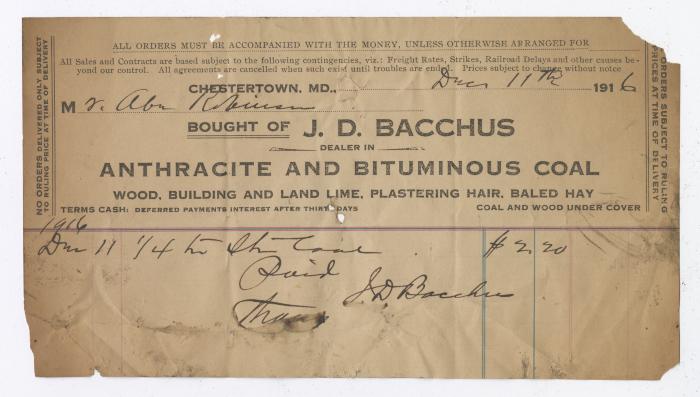 ALL ORDERS MUST BE ACCOMPANIED WITH THE MONEY, UNLESS OTHERWISE ARRANGED FOR
All Sales and Contracts are based subject to the following contingencies, viz.: Freight Rates, Strikes, Railroad Delays and other causes be-
yond our control. All agreements are cancelled when such exist until troubles are ended. Prices subject to change without notice
CHESTERTOWN, MD., Dec 11th 1916
Mr. Abe Robinson
BOUGHT OF J. D. BACCHUS
DEALER IN
ANTHRACITE AND BITUMINOUS COAL
WOOD, BUILDING AND LAND LIME, PLASTERING HAIR, BALED HAY
TERMS CASH: DEFERRED PAYMENTS INTEREST AFTER THIRTY DAYS COAL AND WOOD UNDER COVER
NO ORDERS DELIVERED ONLY SUBJECT
TO RULING PRICE AT TIME OF DELIVERY
ORDERS SUBJECT TO RULING
PRICES AT TIME OF DELIVERY
1916
Dec 11 1/4 tn Coal $2.20
Paid
J.D. Bacchus